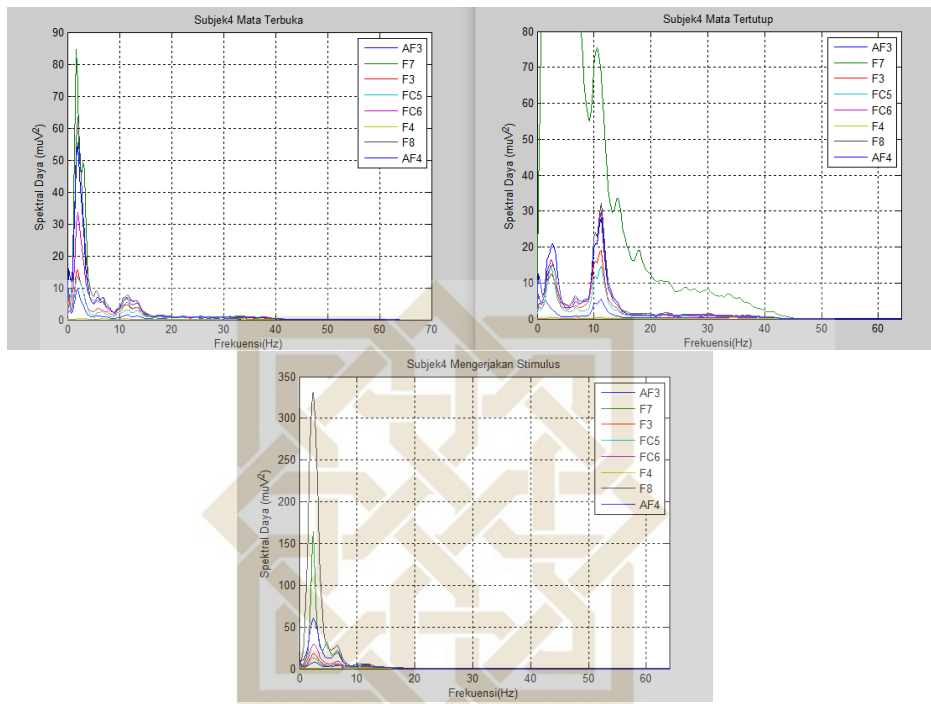 Subjek4 Mata Terbuka
Spektral Daya (muV²)
90
80
70
60
50
40
30
20
10
0
0 10 20 30 40 50 60 70
Frekuensi(Hz)
AF3
F7
F3
FC5
FC6
F4
F8
AF4
Subjek4 Mata Tertutup
Spektral Daya (muV²)
80
70
60
50
40
30
20
10
0
0 10 20 30 40 50 60
Frekuensi(Hz)
AF3
F7
F3
FC5
FC6
F4
F8
AF4
Subjek4 Mengerjakan Stimulus
Spektral Daya (muV²)
350
300
250
200
150
100
50
0
0 10 20 30 40 50 60
Frekuensi(Hz)
AF3
F7
F3
FC5
FC6
F4
F8
AF4